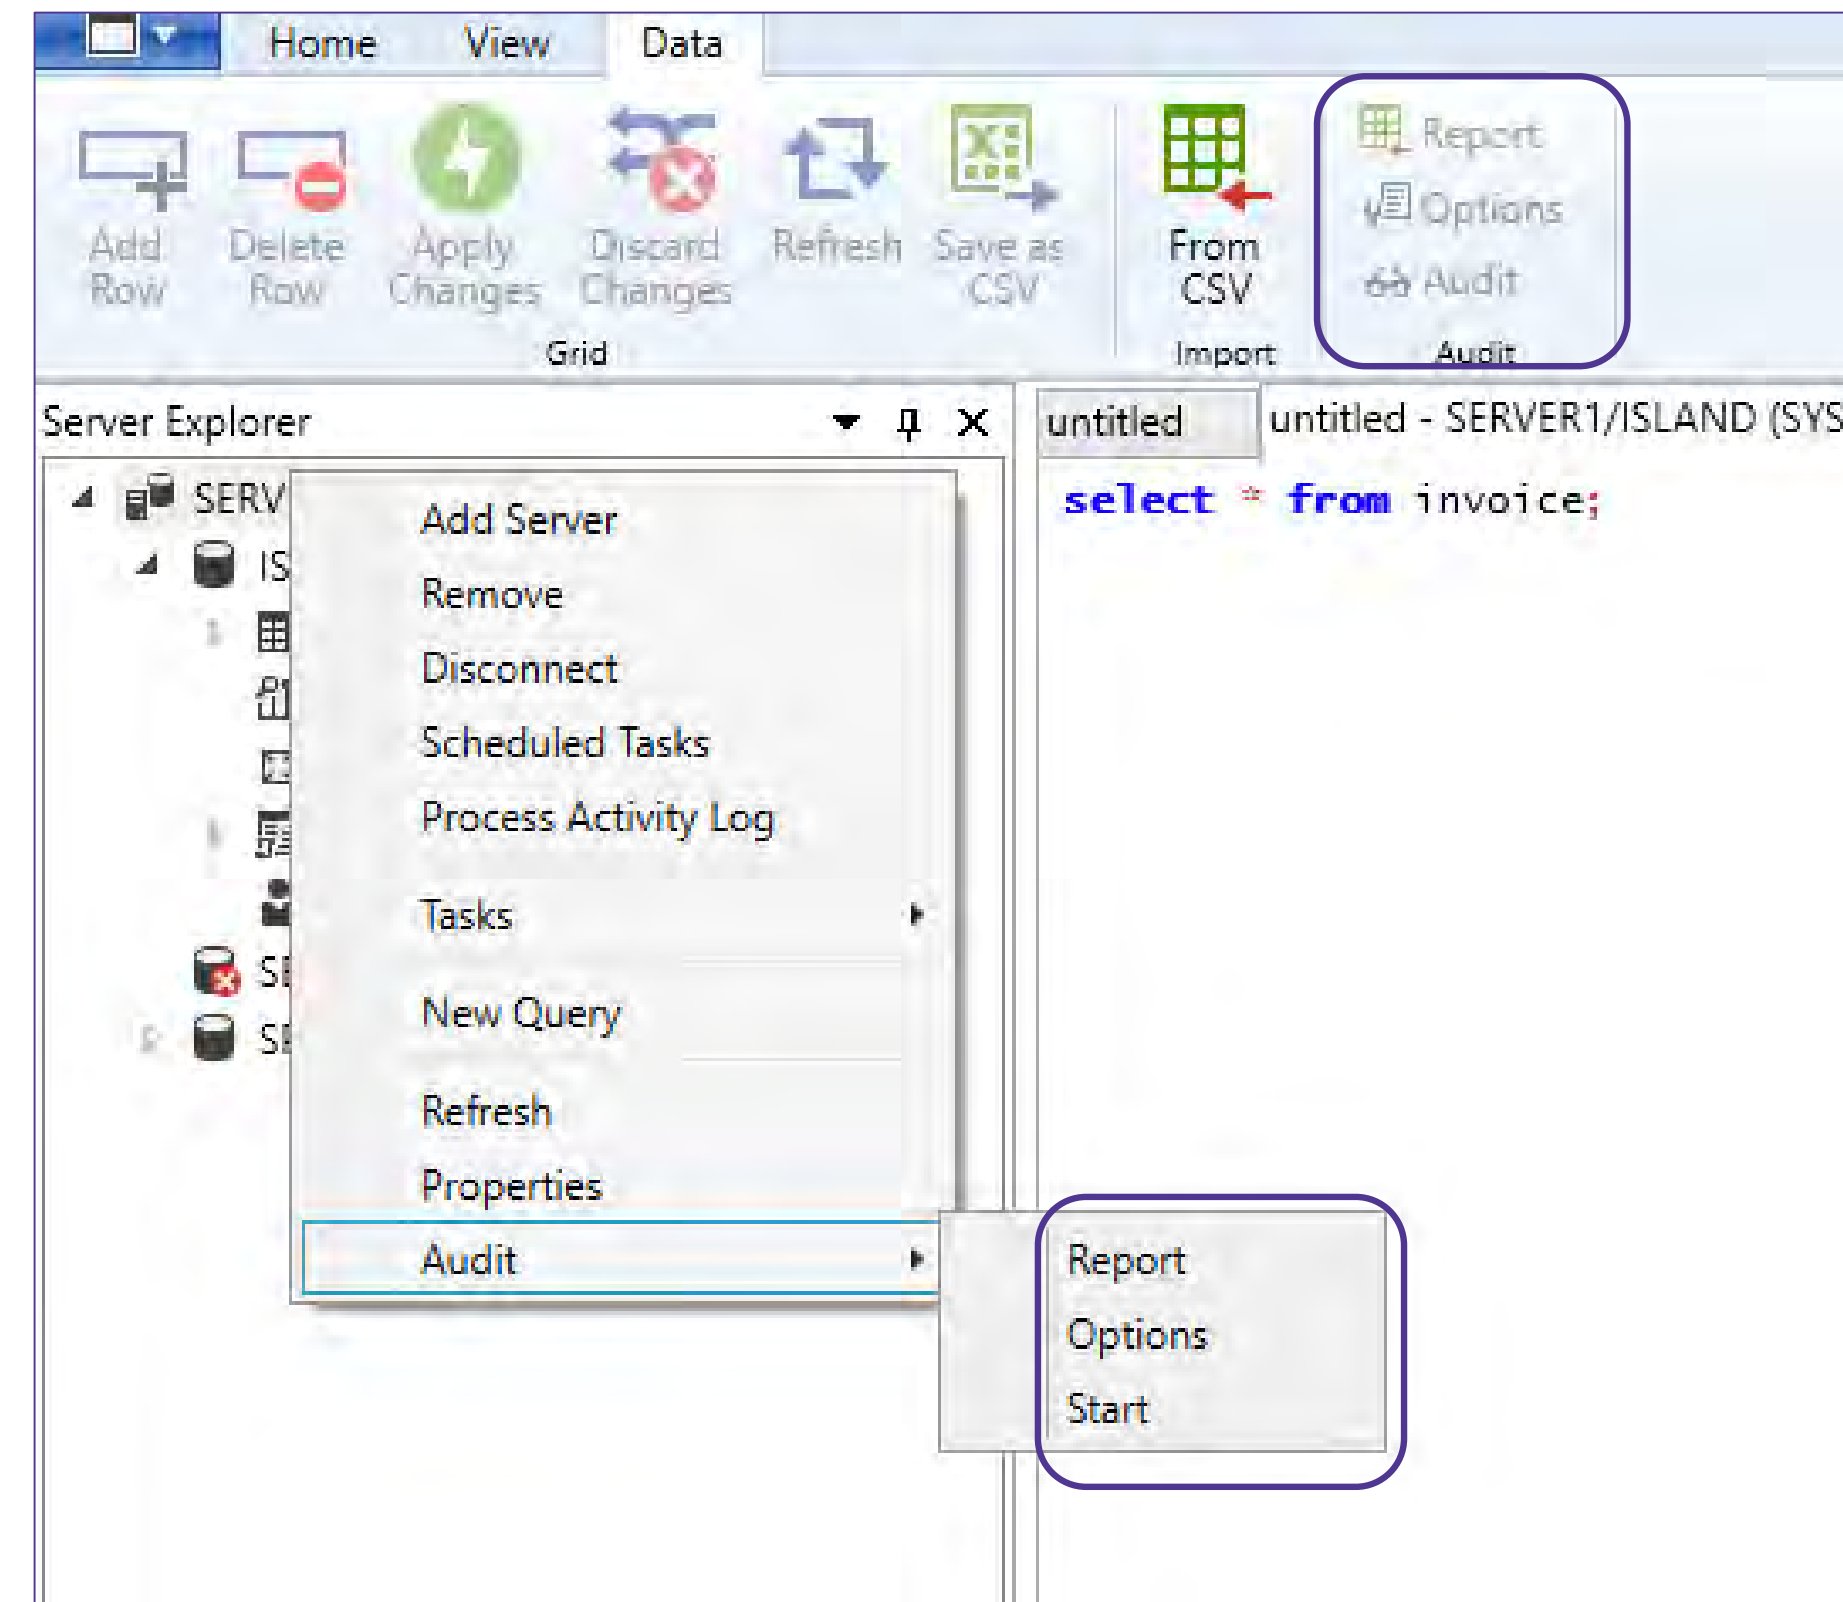 Home View Data
Add Row
Delete Row
Apply Changes
Discard Changes
Refresh
Save as CSV
From CSV
Report
Options
Audit
Grid Import Audit
Server Explorer
untitled
untitled - SERVER1/ISLAND (SYS
select * from invoice;
SERV
IS
Add Server
Remove
Disconnect
Scheduled Tasks
Process Activity Log
Tasks
New Query
Refresh
Properties
Audit
Report
Options
Start